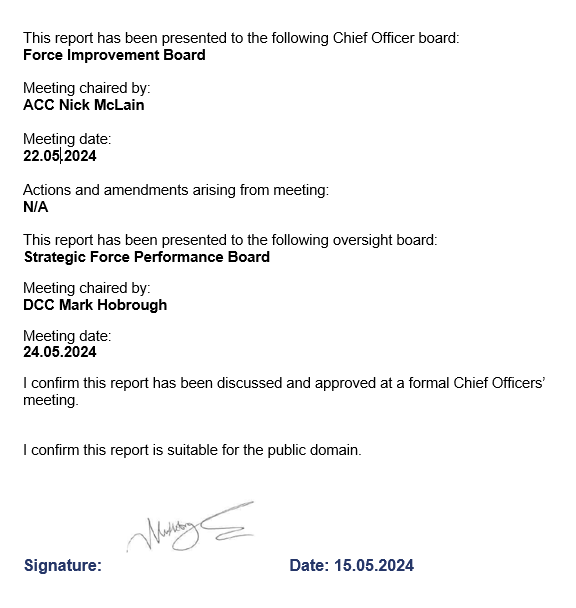 This report has been presented to the following Chief Officer board:
Force Improvement Board
Meeting chaired by:
ACC Nick McLain
Meeting date:
22.05.2024
Actions and amendments arising from meeting:
N/A
This report has been presented to the following oversight board:
Strategic Force Performance Board
Meeting chaired by:
DCC Mark Hobrough
Meeting date:
24.05.2024
I confirm this report has been discussed and approved at a formal Chief Officers’
meeting.
I confirm this report is suitable for the public domain.
Signature:
Date: 15.05.2024